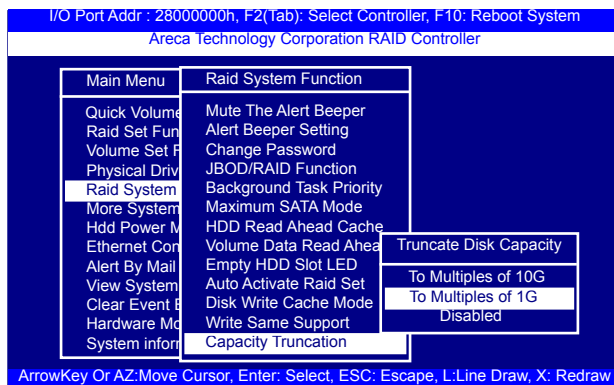 I/O Port Addr : 28000000h, F2(Tab): Select Controller, F10: Reboot System
Areca Technology Corporation RAID Controller
Main Menu
Quick Volume
Raid Set Fun
Volume Set F
Physical Driv
Raid System
More System
Hdd Power M
Ethernet Con
Alert By Mail
View System
Clear Event B
Hardware Mo
System inform
Raid System Function
Mute The Alert Beeper
Alert Beeper Setting
Change Password
JBOD/RAID Function
Background Task Priority
Maximum SATA Mode
HDD Read Ahead Cache
Volume Data Read Ahea
Empty HDD Slot LED
Auto Activate Raid Set
Disk Write Cache Mode
Write Same Support
Capacity Truncation
Truncate Disk Capacity
To Multiples of 10G
To Multiples of 1G
Disabled
ArrowKey Or AZ:Move Cursor, Enter: Select, ESC: Escape, L:Line Draw, X: Redraw